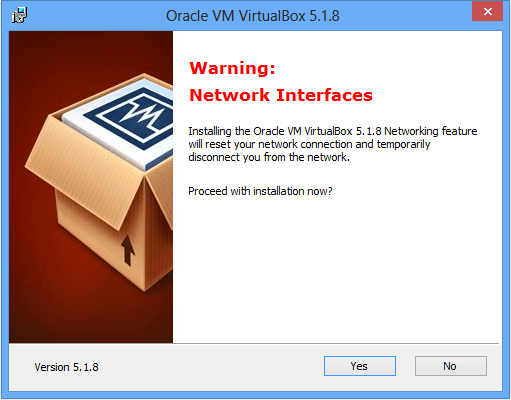 Oracle VM VirtualBox 5.1.8
VM
Warning:
Network Interfaces
Installing the Oracle VM VirtualBox 5.1.8 Networking feature
will reset your network connection and temporarily
disconnect you from the network.
Proceed with installation now?
Version 5.1.8
Yes
No